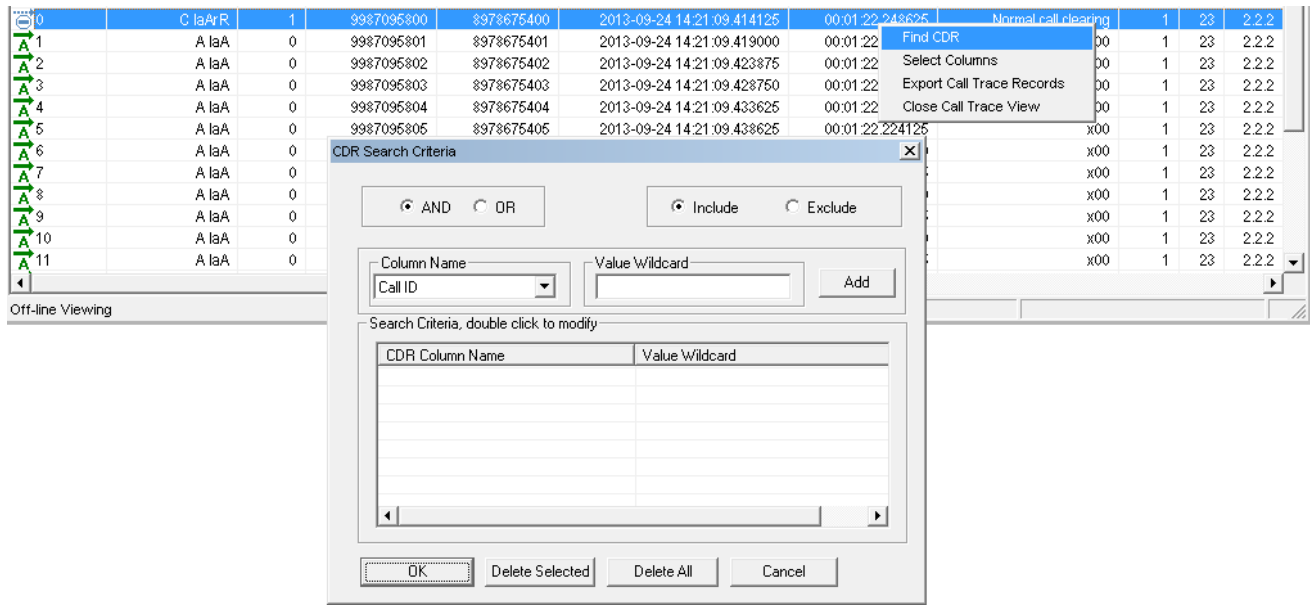 0 C IaArR 1 9987095800 8978675400 2013-09-24 14:21:09.414125 00:01:22.248625 Normal call clearing 1 23 2.2.2
A 1 A IaA 0 9987095801 8978675401 2013-09-24 14:21:09.419000 00:01:22 Find CDR x00 1 23 2.2.2
A 2 A IaA 0 9987095802 8978675402 2013-09-24 14:21:09.423875 00:01:22 Select Columns x00 1 23 2.2.2
A 3 A IaA 0 9987095803 8978675403 2013-09-24 14:21:09.428750 00:01:22 Export Call Trace Records x00 1 23 2.2.2
A 4 A IaA 0 9987095804 8978675404 2013-09-24 14:21:09.433625 00:01:22 Close Call Trace View x00 1 23 2.2.2
A 5 A IaA 0 9987095805 8978675405 2013-09-24 14:21:09.438625 00:01:22.224125 x00 1 23 2.2.2
A 6 A IaA 0 CDR Search Criteria x00 1 23 2.2.2
A 7 A IaA 0 x00 1 23 2.2.2
A 8 A IaA 0 x00 1 23 2.2.2
A 9 A IaA 0 AND OR Include Exclude x00 1 23 2.2.2
A 10 A IaA 0 x00 1 23 2.2.2
A 11 A IaA 0 x00 1 23 2.2.2
Column Name Value Wildcard
Call ID Add
Off-line Viewing
Search Criteria, double click to modify
CDR Column Name Value Wildcard
OK Delete Selected Delete All Cancel